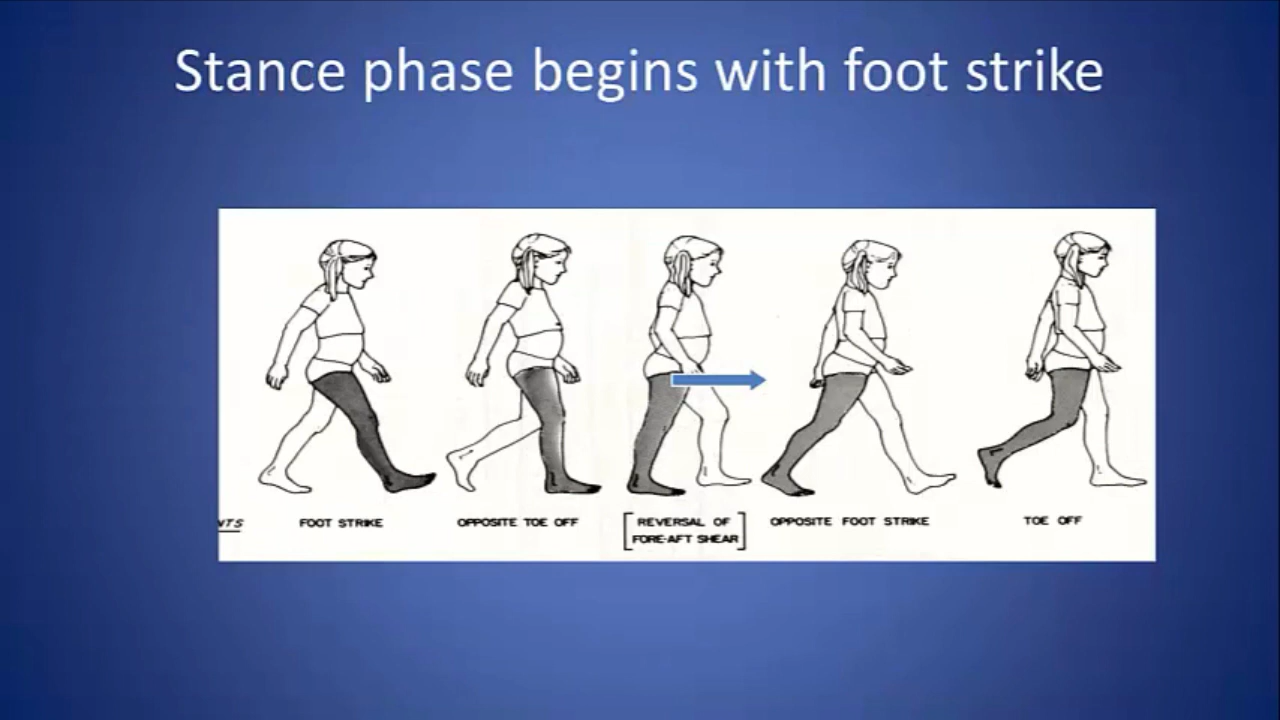 Stance phase begins with foot strike
NTS FOOT STRIKE OPPOSITE TOE OFF REVERSAL OF OPPOSITE FOOT STRIKE TOE OFF
FORE-AFT SHEAR